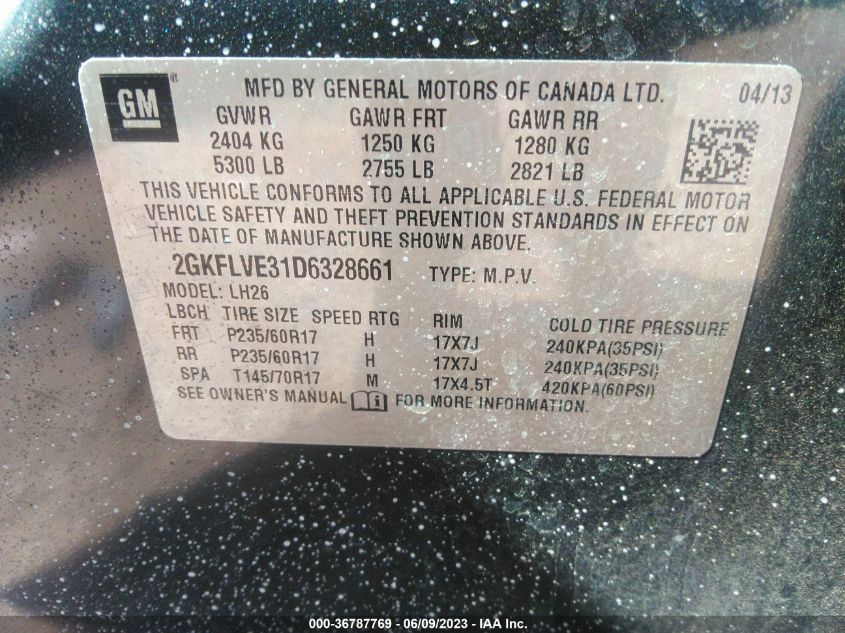 GM ® MFD BY GENERAL MOTORS OF CANADA LTD. 04/13
GVWR GAWR FRT GAWR RR
2404 KG 1250 KG 1280 KG
5300 LB 2755 LB 2821 LB
THIS VEHICLE CONFORMS TO ALL APPLICABLE U.S. FEDERAL MOTOR
VEHICLE SAFETY AND THEFT PREVENTION STANDARDS IN EFFECT ON
THE DATE OF MANUFACTURE SHOWN ABOVE.
2GKFLVE31D6328661 TYPE: M.P.V.
MODEL: LH26
LBCH TIRE SIZE SPEED RTG RIM COLD TIRE PRESSURE
FRT P235/60R17 H 17X7J 240KPA(35PSI)
RR P235/60R17 H 17X7J 240KPA(35PSI)
SPA T145/70R17 M 17X4.5T 420KPA(60PSI)
SEE OWNER'S MANUAL i FOR MORE INFORMATION.
000-36787769 - 06/09/2023 - IAA Inc.